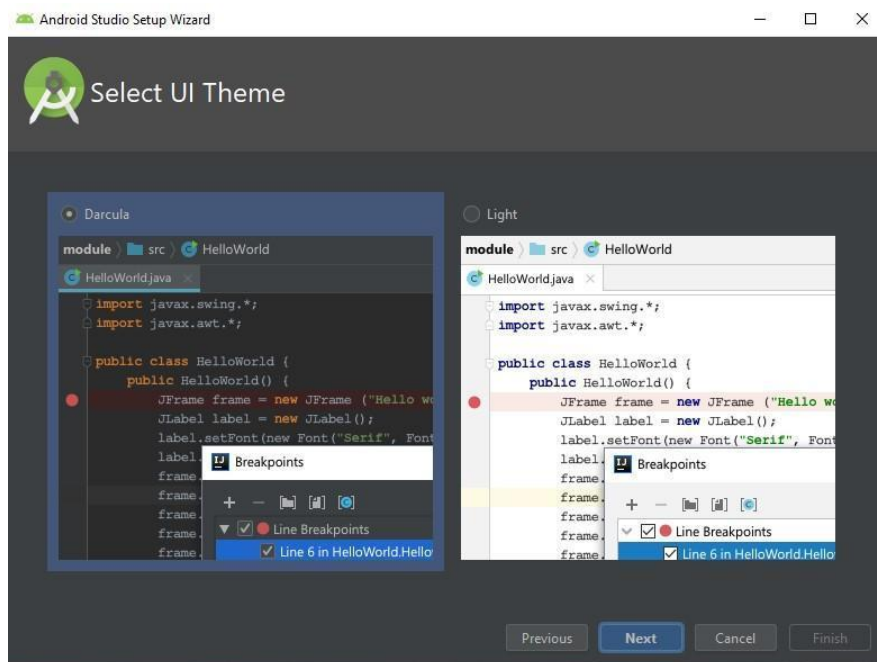 Android Studio Setup Wizard
Select UI Theme
Darcula
module src HelloWorld
HelloWorld.java
import javax.swing.*;
import javax.awt.*;
public class HelloWorld {
public HelloWorld() {
JFrame frame = new JFrame ("Hello wo
JLabel label = new JLabel();
label.setFont(new Font("Serif", Font
label.
frame.
frame.
frame.
frame.
frame.
Breakpoints
Line Breakpoints
Line 6 in HelloWorld.Hello
Light
module src HelloWorld
HelloWorld.java
import javax.swing.*;
import javax.awt.*;
public class HelloWorld {
public HelloWorld() {
JFrame frame = new JFrame ("Hello wo
JLabel label = new JLabel();
label.setFont(new Font("Serif", Font
label.
frame.
frame.
frame.
frame.
frame.
Breakpoints
Line Breakpoints
Line 6 in HelloWorld.Hello
Previous Next Cancel Finish